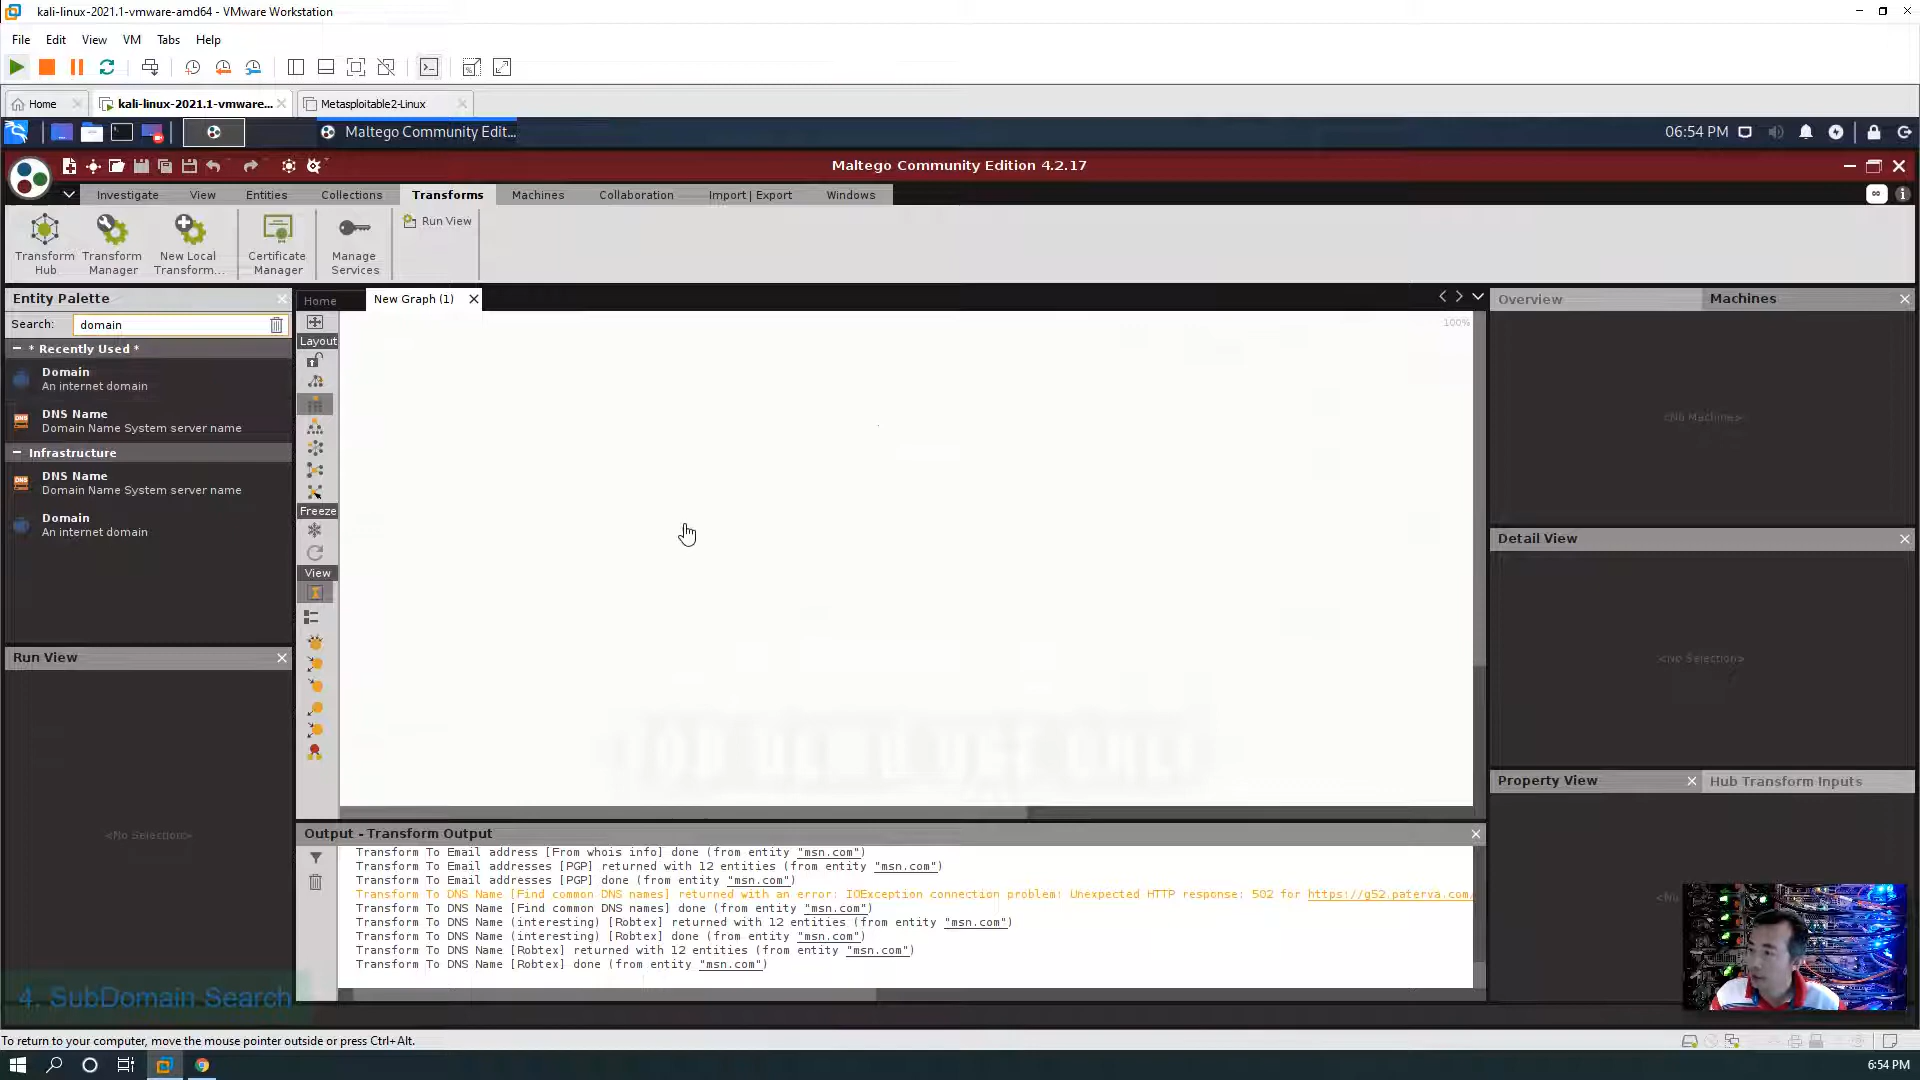 kali-linux-2021.1-vmware-amd64 - VMware Workstation
File Edit View VM Tabs Help
Home kali-linux-2021.1-vmware... Metasploitable2-Linux
Maltego Community Edit... 06:54 PM
Maltego Community Edition 4.2.17
Investigate View Entities Collections Transforms Machines Collaboration Import | Export Windows
Run View
Transform Hub
Transform Manager
New Local Transform...
Certificate Manager
Manage Services
Entity Palette
Home New Graph (1)
Overview Machines
Search: domain
100%
Layout
* Recently Used *
Domain
An internet domain
DNS Name
Domain Name System server name
<No Machine>
Infrastructure
DNS Name
Domain Name System server name
Freeze
Domain
An internet domain
Detail View
View
Run View
<No Selection>
FOR DEMO USE ONLY
Property View Hub Transform Inputs
<No Selection>
Output - Transform Output
Transform To Email address [From whois info] done (from entity "msn.com")
Transform To Email addresses [PGP] returned with 12 entities (from entity "msn.com")
Transform To Email addresses [PGP] done (from entity "msn.com")
Transform To DNS Name [Find common DNS names] returned with an error: IOException connection problem: Unexpected HTTP response: 502 for https://g52.paterva.com.
<No
Transform To DNS Name [Find common DNS names] done (from entity "msn.com")
Transform To DNS Name (interesting) [Robtex] returned with 12 entities (from entity "msn.com")
Transform To DNS Name (interesting) [Robtex] done (from entity "msn.com")
Transform To DNS Name [Robtex] returned with 12 entities (from entity "msn.com")
Transform To DNS Name [Robtex] done (from entity "msn.com")
4. SubDomain Search
To return to your computer, move the mouse pointer outside or press Ctrl+Alt.
6:54 PM